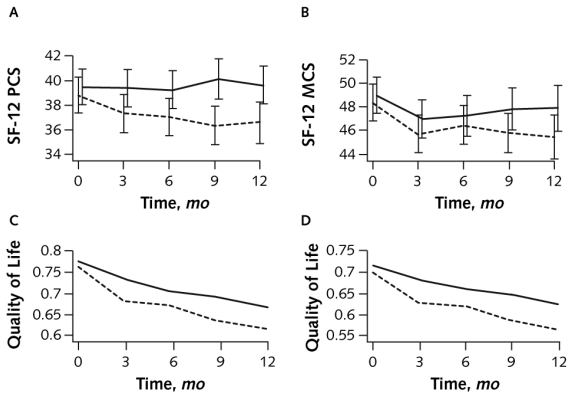 A
SF-12 PCS
42
40
38
36
34
0 3 6 9 12
Time, mo
B
SF-12 MCS
52
50
48
46
44
0 3 6 9 12
Time, mo
C
Quality of Life
0.8
0.75
0.7
0.65
0.6
0 3 6 9 12
Time, mo
D
Quality of Life
0.75
0.7
0.65
0.6
0.55
0 3 6 9 12
Time, mo